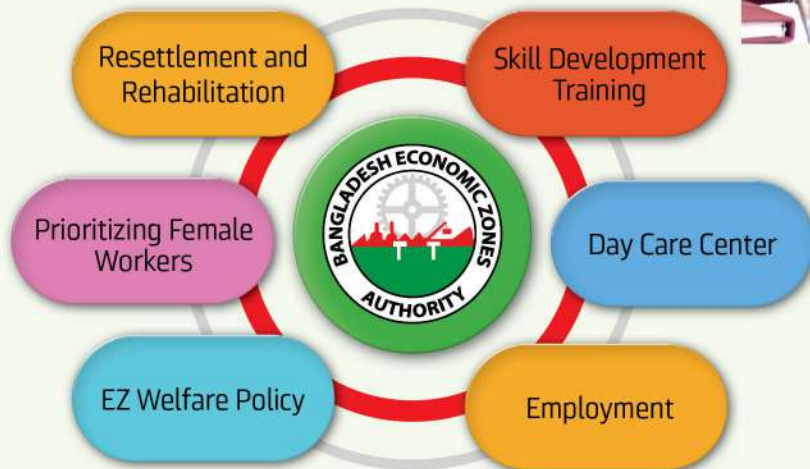 Resettlement and
Rehabilitation
Skill Development
Training
Prioritizing Female
Workers
BANGLADESH ECONOMIC ZONES
AUTHORITY
Day Care Center
EZ Welfare Policy
Employment